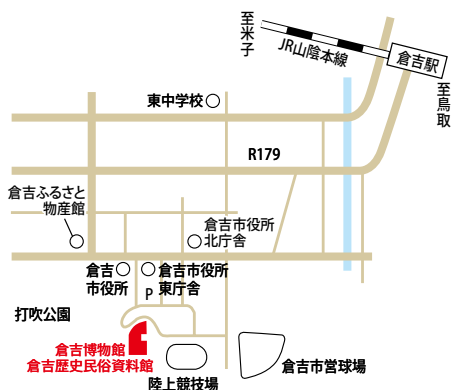 至米子
JR山陰本線
倉吉駅
至鳥取
東中学校
R179
倉吉ふるさと
物産館
倉吉市役所
北庁舎
倉吉
市役所
倉吉市役所
東庁舎
P
打吹公園
倉吉博物館
倉吉歴史民俗資料館
陸上競技場
倉吉市営球場